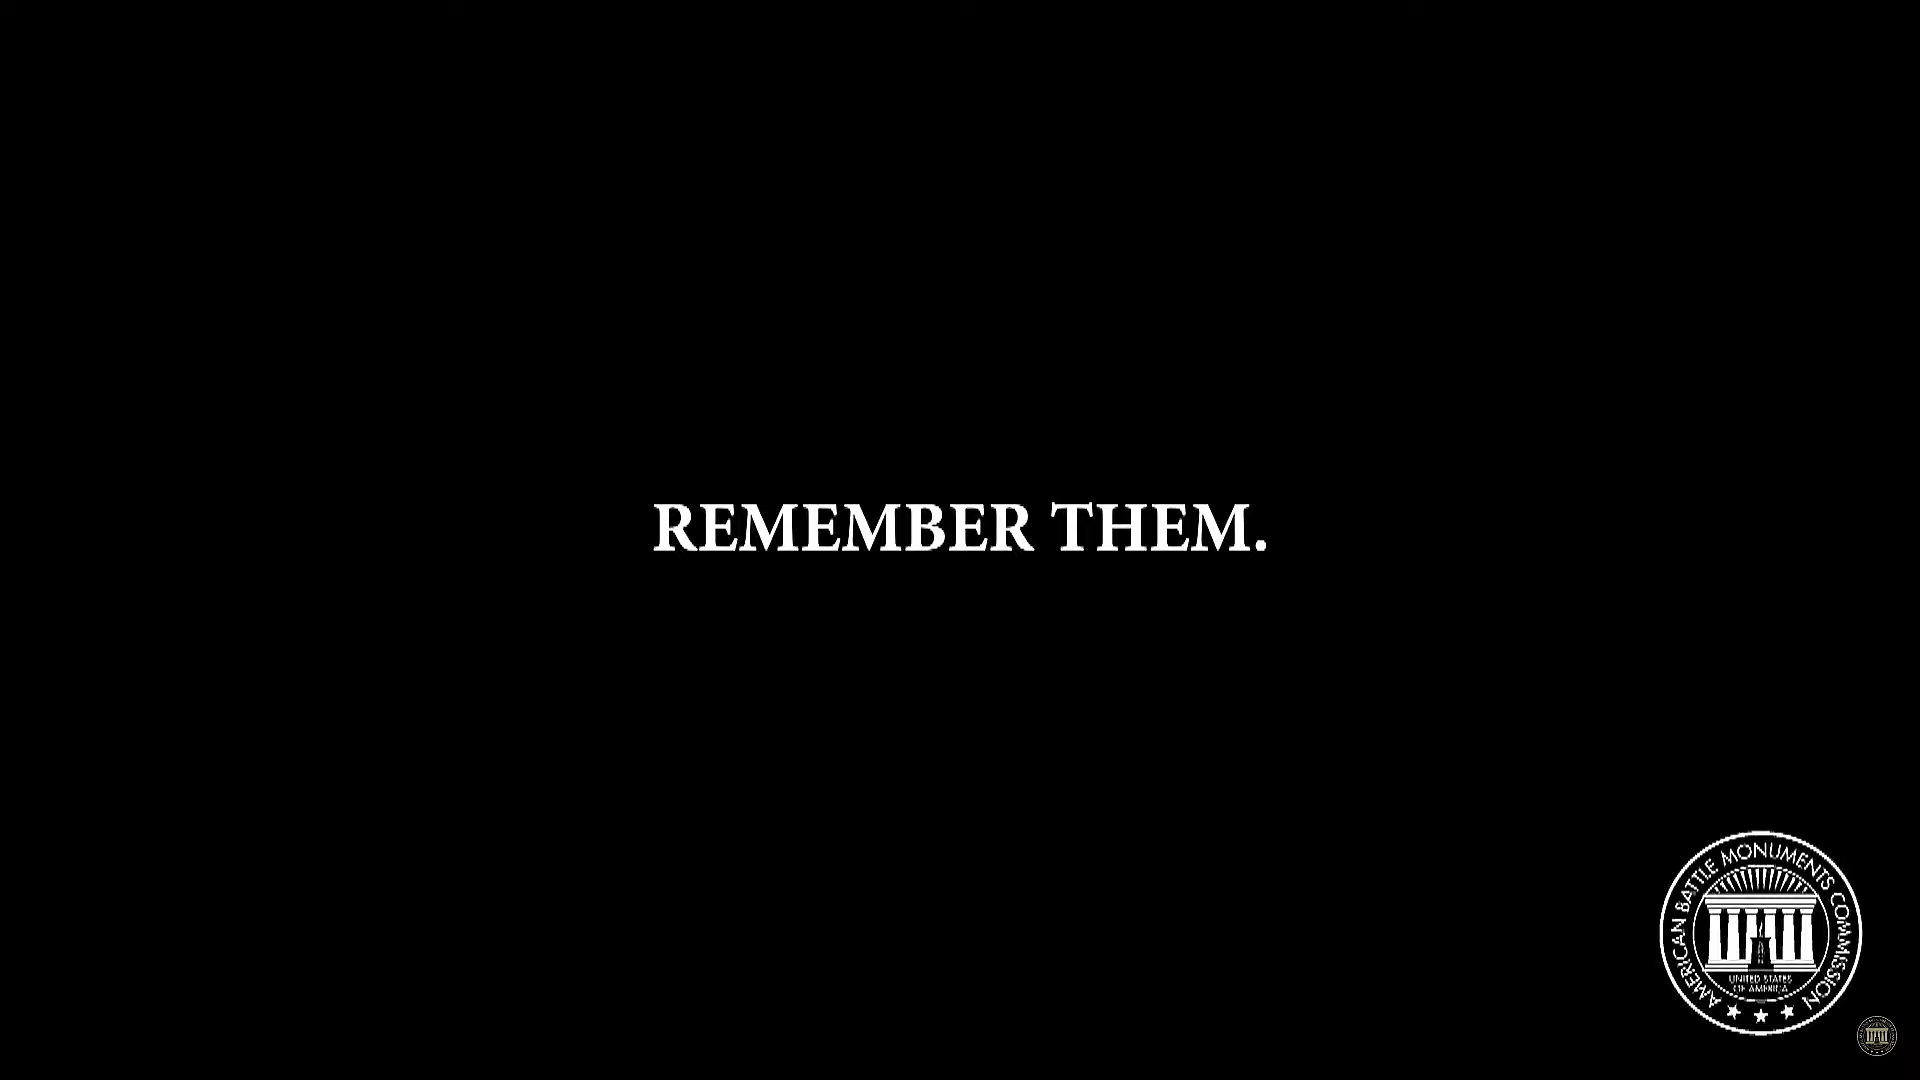 REMEMBER THEM.
AMERICAN BATTLE MONUMENTS COMMISSION
UNITED STATES
OF AMERICA